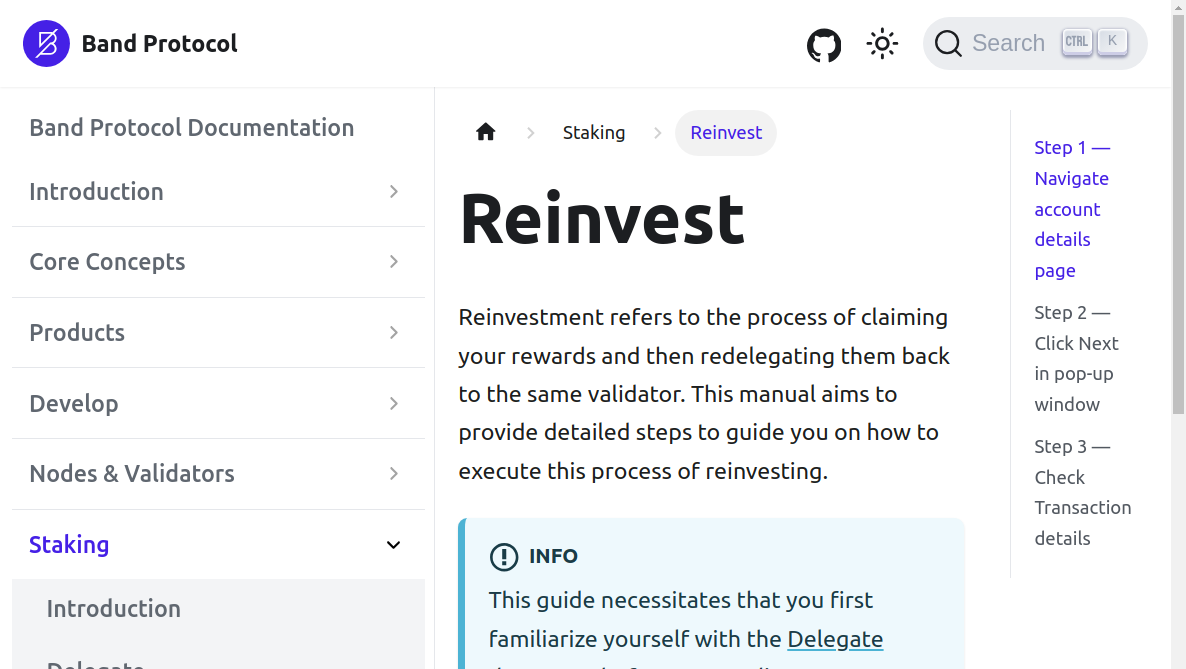 Band Protocol
Search
CTRL
K
Band Protocol Documentation
Introduction
Core Concepts
Products
Develop
Nodes & Validators
Staking
Introduction
Delegate
Staking
Reinvest
Reinvest
Reinvestment refers to the process of claiming
your rewards and then redelegating them back
to the same validator. This manual aims to
provide detailed steps to guide you on how to
execute this process of reinvesting.
INFO
This guide necessitates that you first
familiarize yourself with the Delegate
Step 1 —
Navigate
account
details
page
Step 2 —
Click Next
in pop-up
window
Step 3 —
Check
Transaction
details